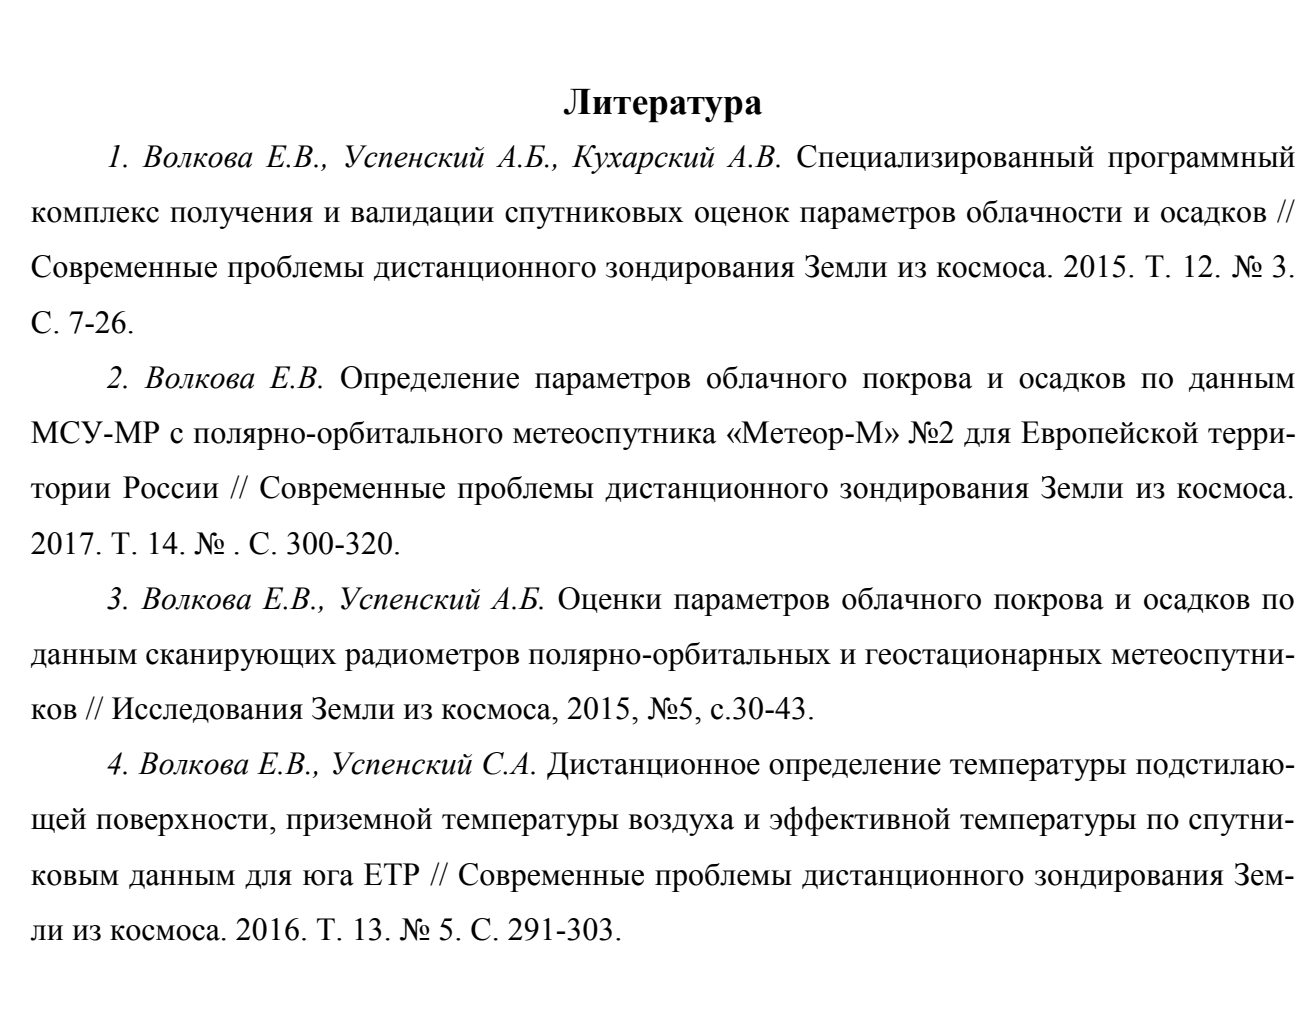 Литература
1. Волкова Е.В., Успенский А.Б., Кухарский А.В. Специализированный программный
комплекс получения и валидации спутниковых оценок параметров облачности и осадков //
Современные проблемы дистанционного зондирования Земли из космоса. 2015. Т. 12. № 3.
С. 7-26.
2. Волкова Е.В. Определение параметров облачного покрова и осадков по данным
МСУ-МР с полярно-орбитального метеоспутника «Метеор-М» №2 для Европейской терри-
тории России // Современные проблемы дистанционного зондирования Земли из космоса.
2017. Т. 14. № . С. 300-320.
3. Волкова Е.В., Успенский А.Б. Оценки параметров облачного покрова и осадков по
данным сканирующих радиометров полярно-орбитальных и геостационарных метеоспутни-
ков // Исследования Земли из космоса, 2015, №5, с.30-43.
4. Волкова Е.В., Успенский С.А. Дистанционное определение температуры подстилаю-
щей поверхности, приземной температуры воздуха и эффективной температуры по спутни-
ковым данным для юга ЕТР // Современные проблемы дистанционного зондирования Зем-
ли из космоса. 2016. Т. 13. № 5. С. 291-303.